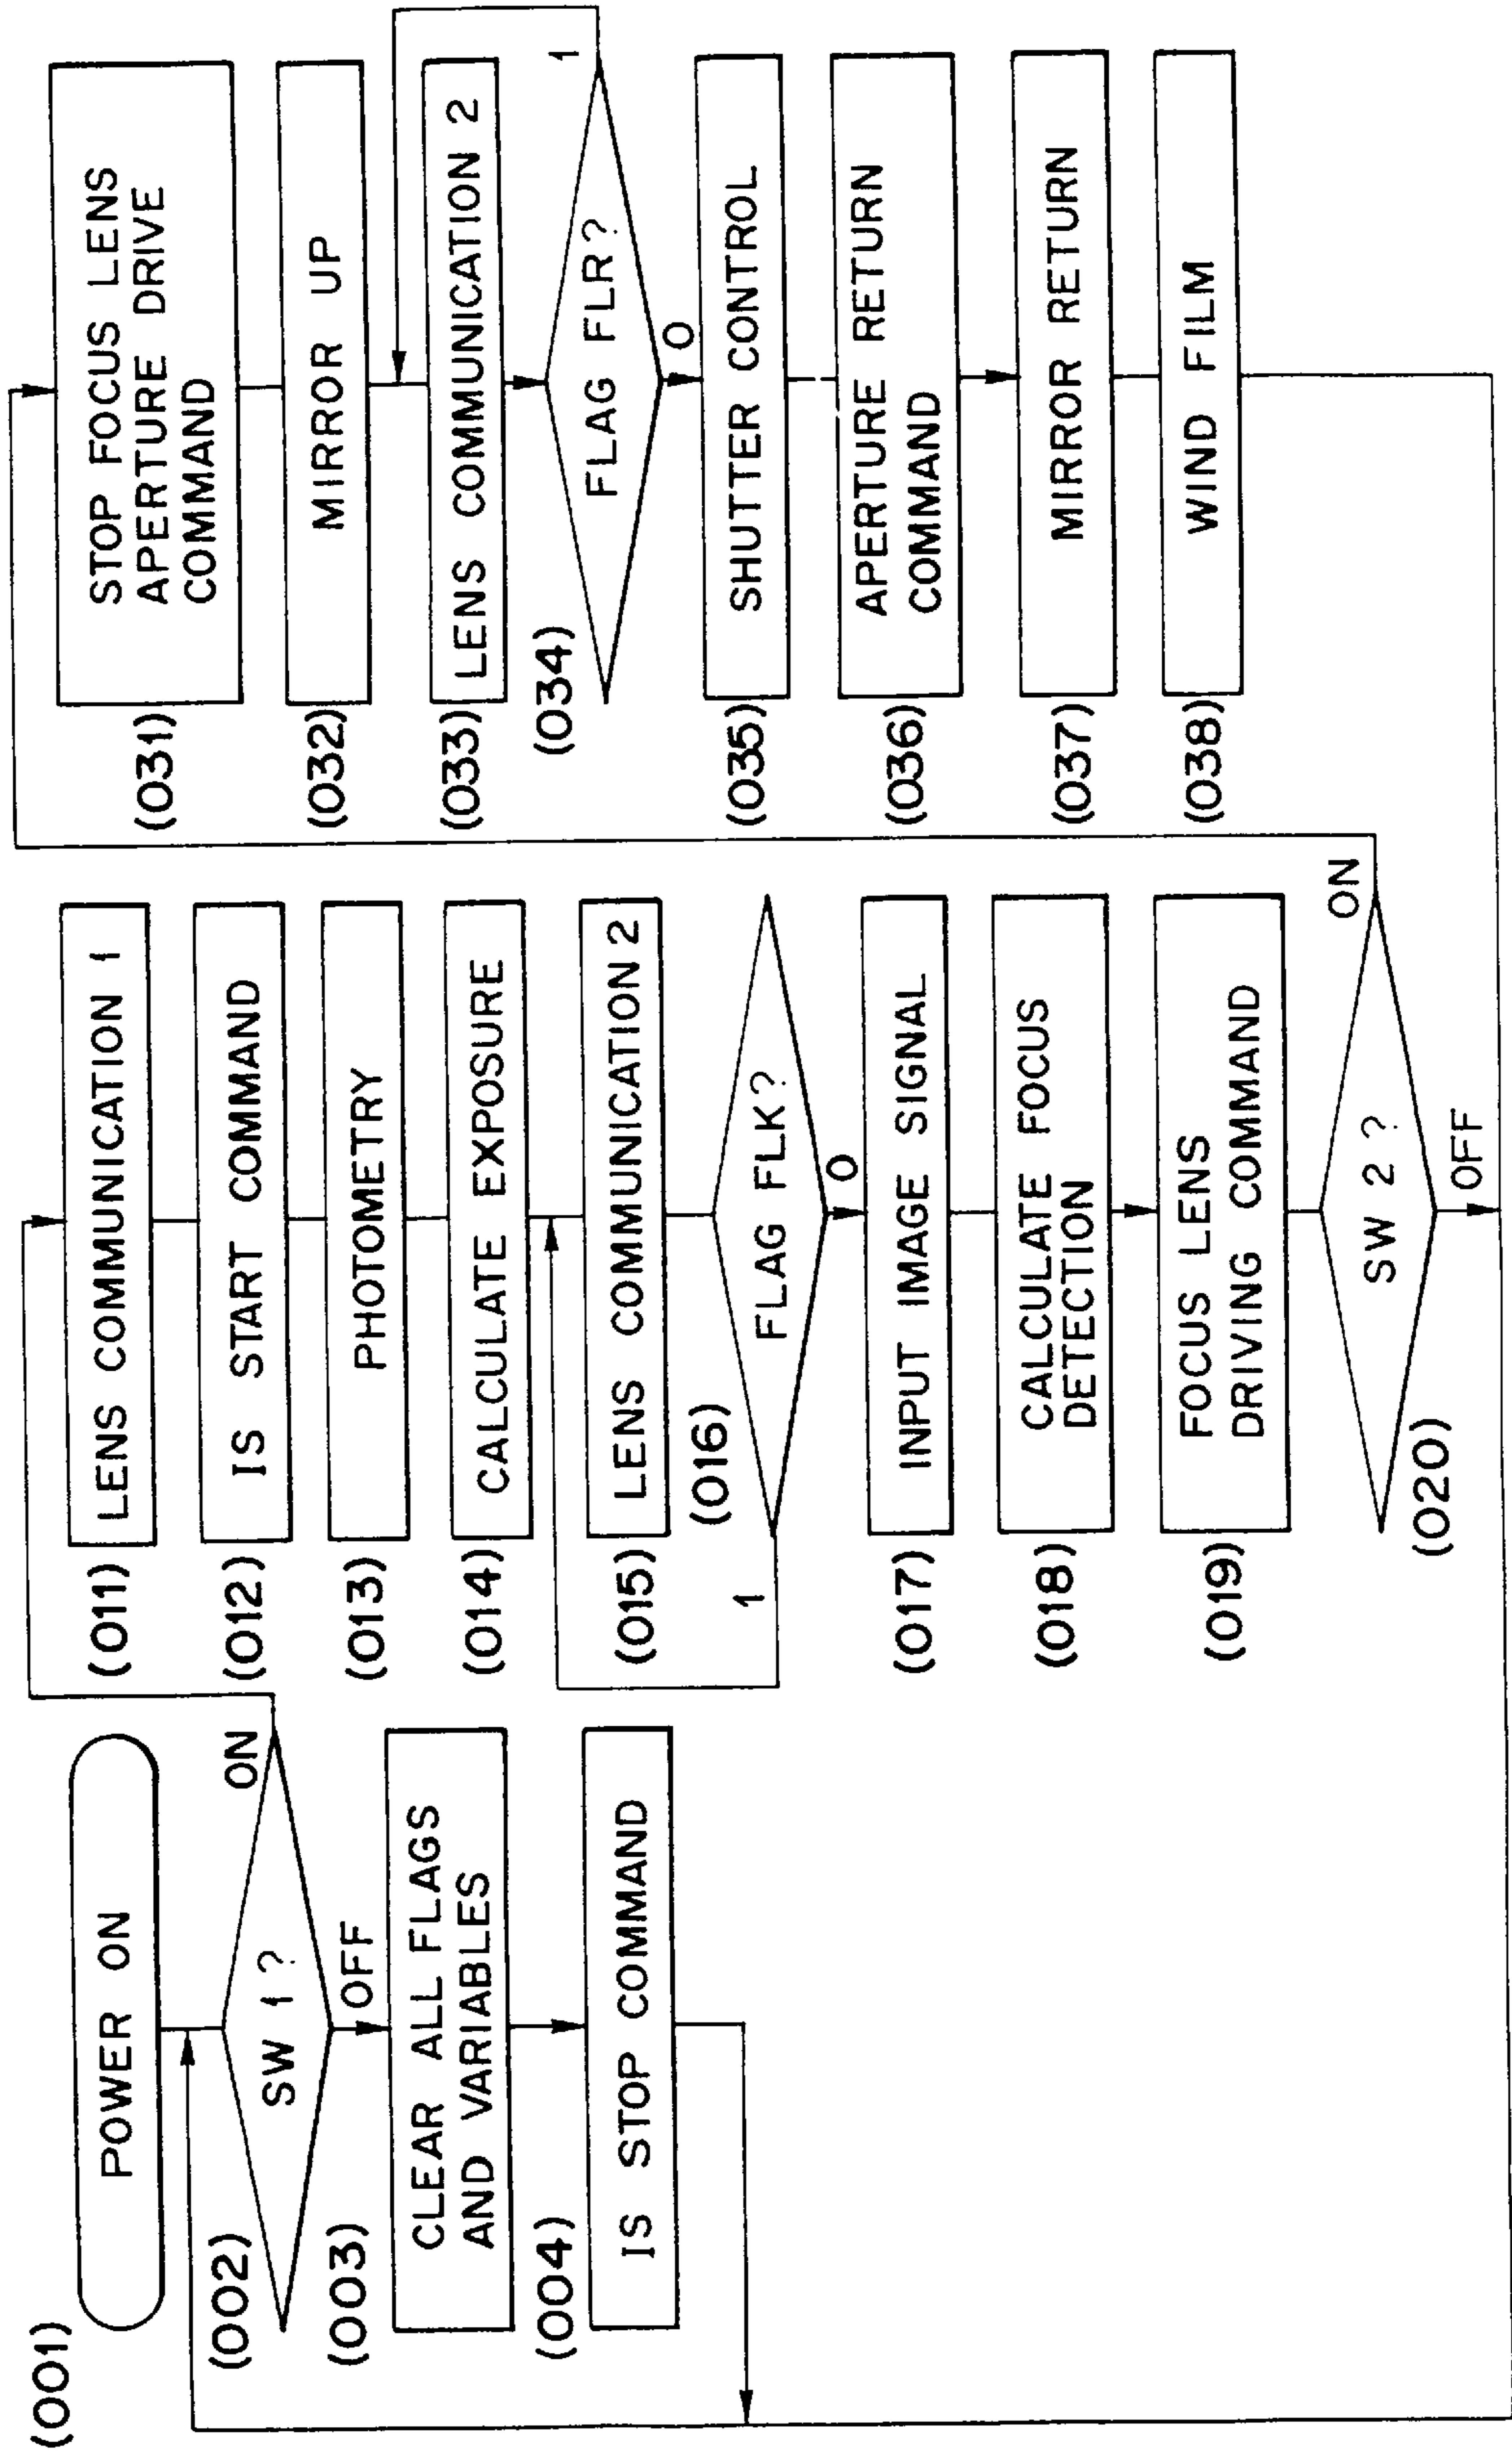 (001)
POWER ON
(002)
SW 1 ?
ON
OFF
(003)
CLEAR ALL FLAGS
AND VARIABLES
(004)
IS STOP COMMAND
(011)
LENS COMMUNICATION 1
(012)
IS START COMMAND
(013)
PHOTOMETRY
(014)
CALCULATE EXPOSURE
(015)
LENS COMMUNICATION 2
(016)
FLAG FLK?
1
0
(017)
INPUT IMAGE SIGNAL
(018)
CALCULATE FOCUS
DETECTION
(019)
FOCUS LENS
DRIVING COMMAND
(020)
SW 2 ?
ON
OFF
(031)
STOP FOCUS LENS
APERTURE DRIVE
COMMAND
(032)
MIRROR UP
(033)
LENS COMMUNICATION 2
(034)
FLAG FLR?
1
0
(035)
SHUTTER CONTROL
(036)
APERTURE RETURN
COMMAND
(037)
MIRROR RETURN
(038)
WIND FILM